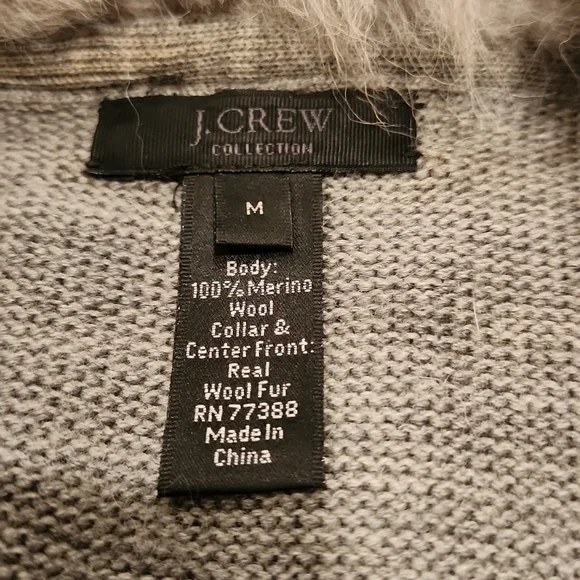 J.CREW
COLLECTION
M
Body:
100% Merino
Wool
Collar &
Center Front:
Real
Wool Fur
RN 77388
Made In
China